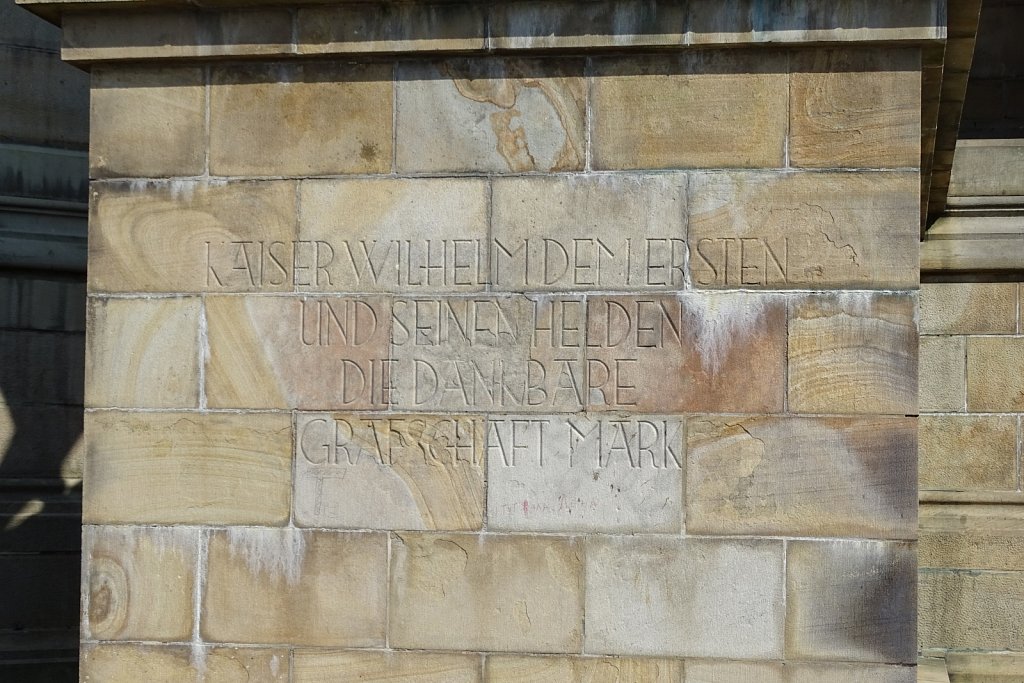 KAISER WILHELM DEM ERSTEN
UND SEINEN HELDEN
DIE DANKBARE
GRAFSCHAFT MARK